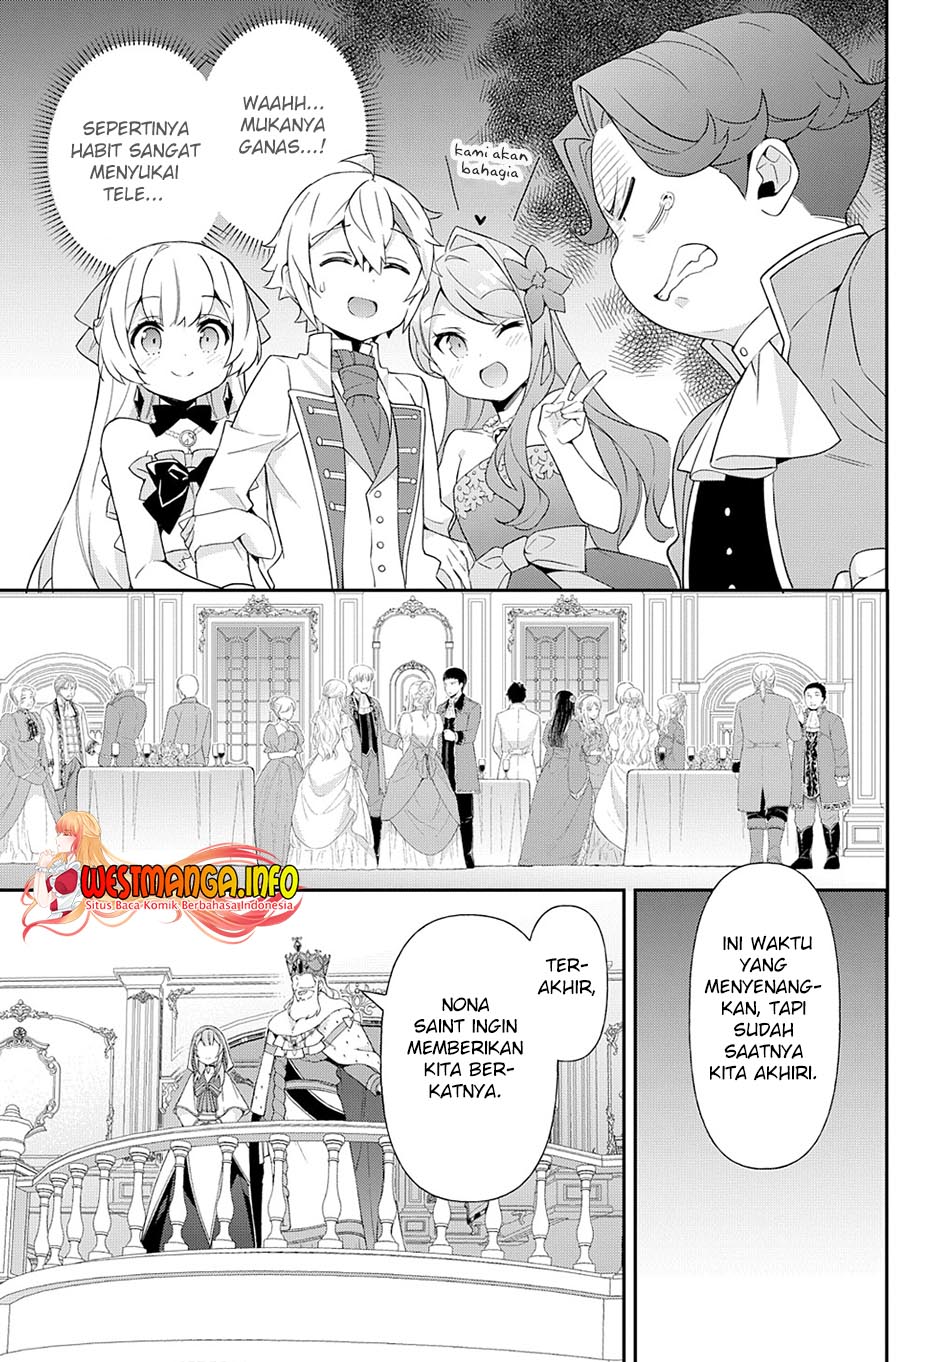 WAAHH...
MUKANYA
GANAS...!
SEPERTINYA
HABIT SANGAT
MENYUKAI
TELE...
kami akan
bahagia
WESTMANGA.INFO
Situs Baca Komik Berbahasa Indonesia
INI WAKTU
YANG
MENYENANG-
KAN, TAPI
SUDAH
SAATNYA
KITA AKHIRI.
TER-
AKHIR,
NONA
SAINT INGIN
MEMBERIKAN
KITA BER-
KATNYA.